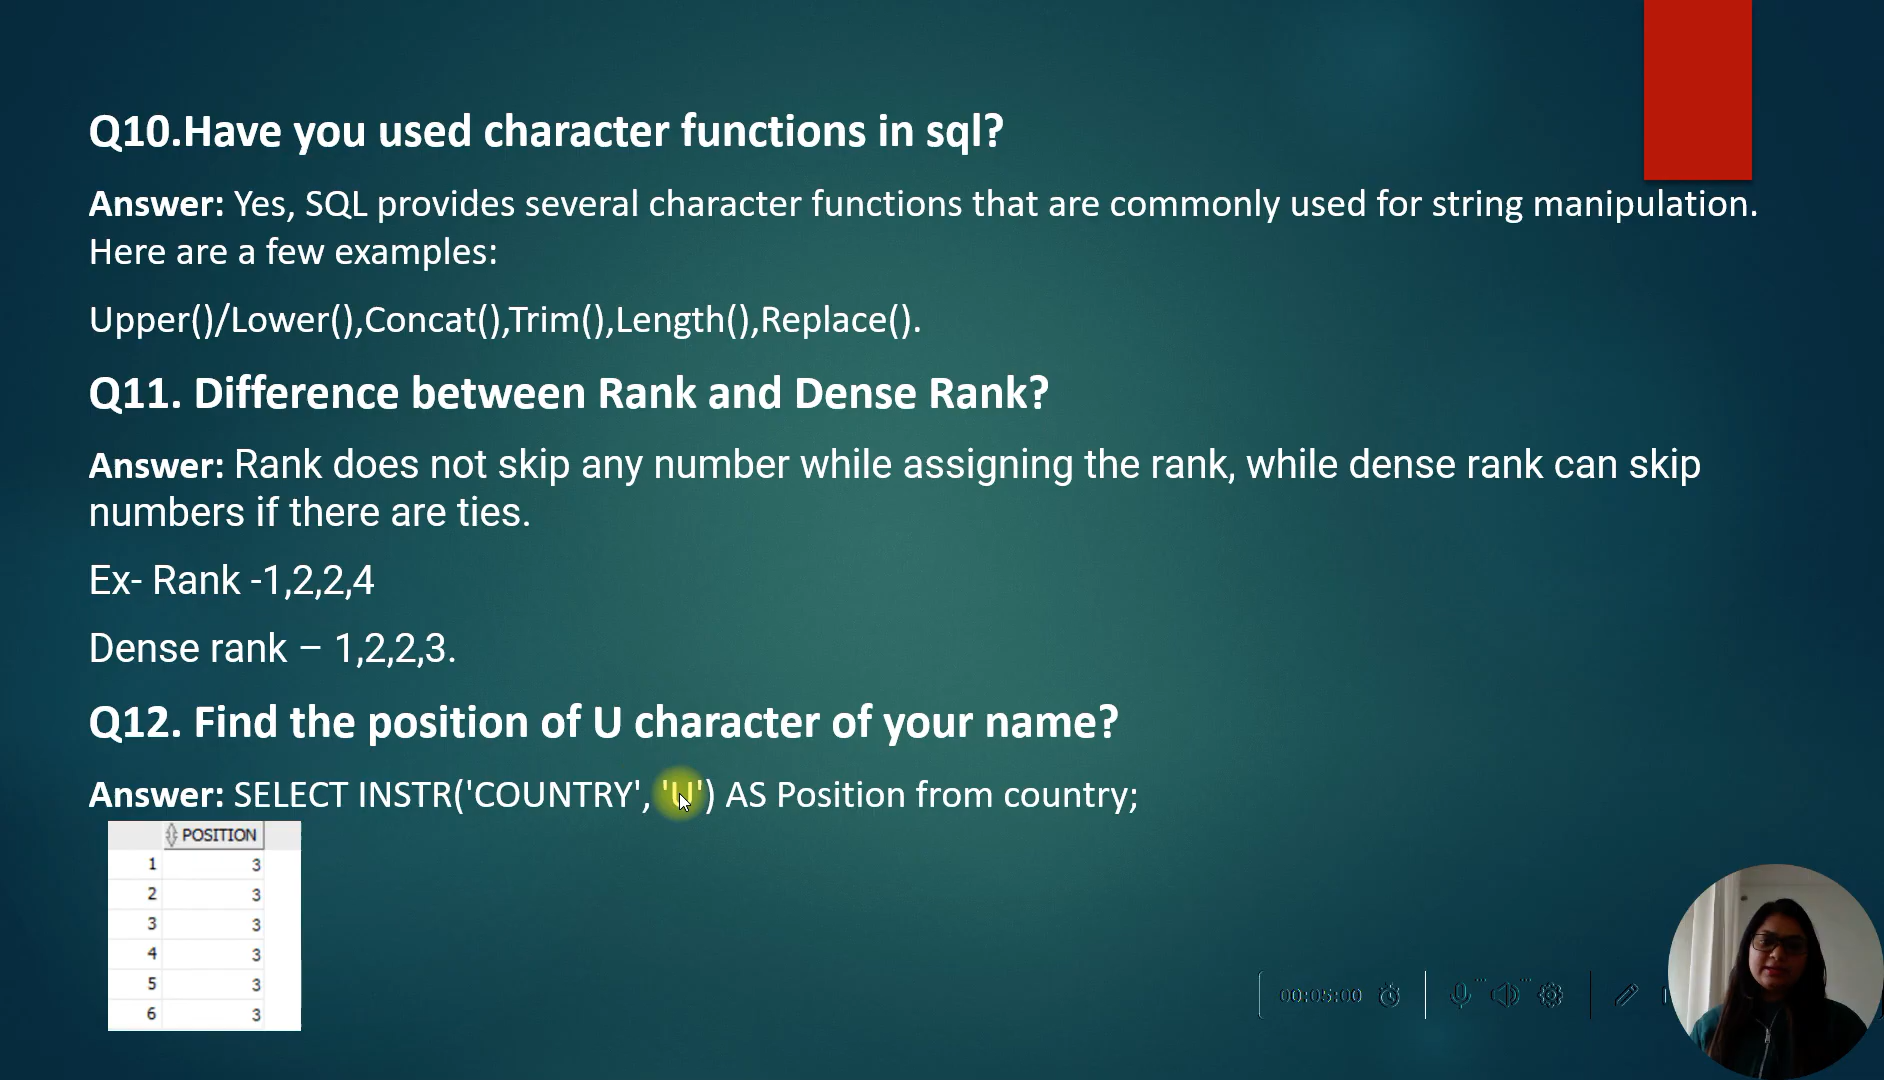 Q10.Have you used character functions in sql?
Answer: Yes, SQL provides several character functions that are commonly used for string manipulation.
Here are a few examples:
Upper()/Lower(),Concat(),Trim(),Length(),Replace().
Q11. Difference between Rank and Dense Rank?
Answer: Rank does not skip any number while assigning the rank, while dense rank can skip
numbers if there are ties.
Ex- Rank -1,2,2,4
Dense rank – 1,2,2,3.
Q12. Find the position of U character of your name?
Answer: SELECT INSTR('COUNTRY', 'U') AS Position from country;
POSITION
1 3
2 3
3 3
4 3
5 3
6 3
00:05:00